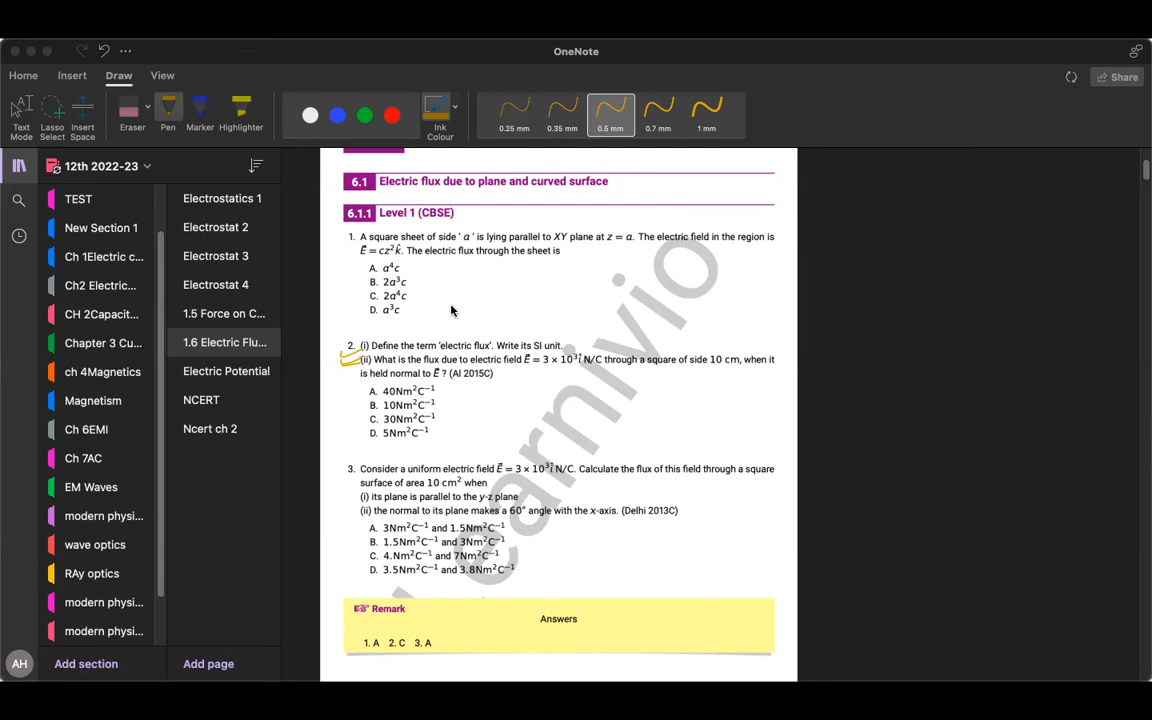 OneNote
Home Insert Draw View
Share
Text Mode
Lasso Select
Insert Space
Eraser
Pen
Marker
Highlighter
Ink Colour
0.25 mm
0.35 mm
0.5 mm
0.7 mm
1 mm
12th 2022-23
TEST
New Section 1
Ch 1Electric c...
Ch2 Electric...
CH 2Capacit...
Chapter 3 Cu...
ch 4Magnetics
Magnetism
Ch 6EMI
Ch 7AC
EM Waves
modern physi...
wave optics
RAy optics
modern physi...
modern physi...
AH
Add section
Electrostatics 1
Electrostat 2
Electrostat 3
Electrostat 4
1.5 Force on C...
1.6 Electric Flu...
Electric Potential
NCERT
Ncert ch 2
Add page
6.1 Electric flux due to plane and curved surface
6.1.1 Level 1 (CBSE)
1. A square sheet of side ' a ' is lying parallel to XY plane at z = a. The electric field in the region is
E⃗ = cz²k̂. The electric flux through the sheet is
A. a⁴c
B. 2a³c
C. 2a⁴c
D. a³c
2. (i) Define the term 'electric flux'. Write its SI unit.
(ii) What is the flux due to electric field E⃗ = 3 × 10³î N/C through a square of side 10 cm, when it
is held normal to E⃗ ? (AI 2015C)
A. 40Nm²C⁻¹
B. 10Nm²C⁻¹
C. 30Nm²C⁻¹
D. 5Nm²C⁻¹
3. Consider a uniform electric field E⃗ = 3 × 10³î N/C. Calculate the flux of this field through a square
surface of area 10 cm² when
(i) its plane is parallel to the y-z plane
(ii) the normal to its plane makes a 60° angle with the x-axis. (Delhi 2013C)
A. 3Nm²C⁻¹ and 1.5Nm²C⁻¹
B. 1.5Nm²C⁻¹ and 3Nm²C⁻¹
C. 4.Nm²C⁻¹ and 7Nm²C⁻¹
D. 3.5Nm²C⁻¹ and 3.8Nm²C⁻¹
Remark
Answers
1. A 2. C 3. A
earnivio